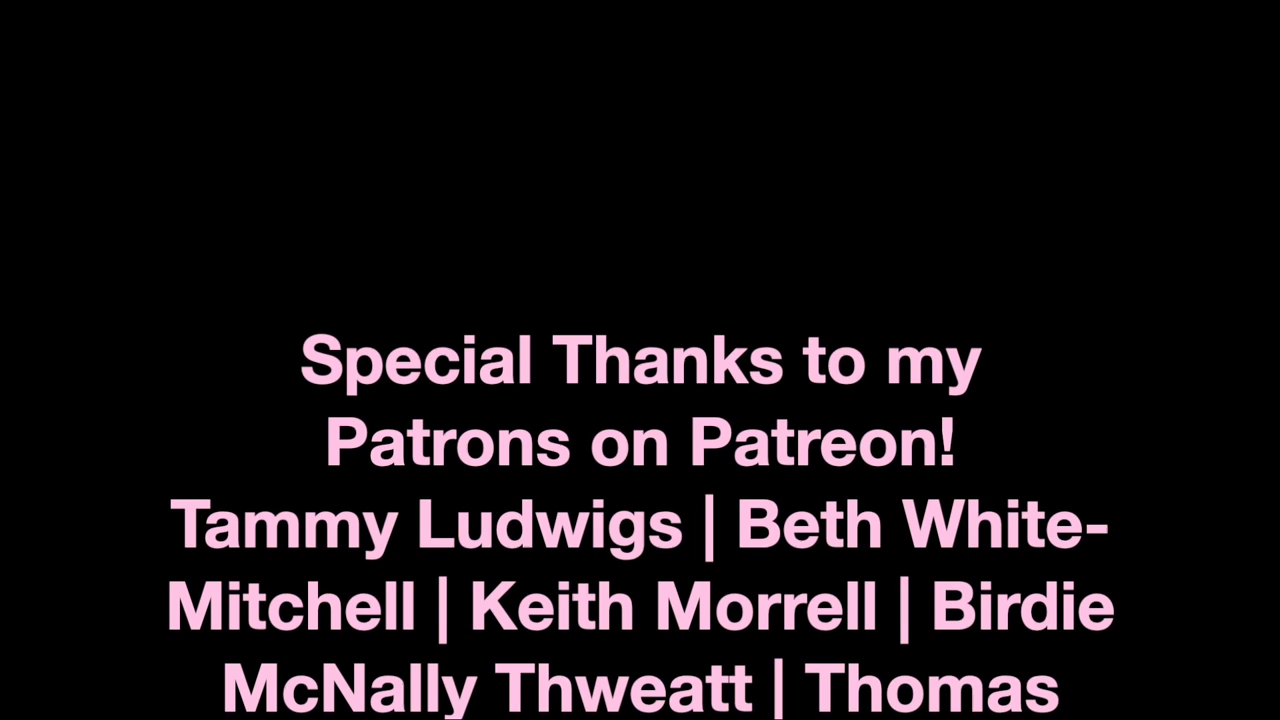 Special Thanks to my
Patrons on Patreon!
Tammy Ludwigs | Beth White-
Mitchell | Keith Morrell | Birdie
McNally Thweatt | Thomas